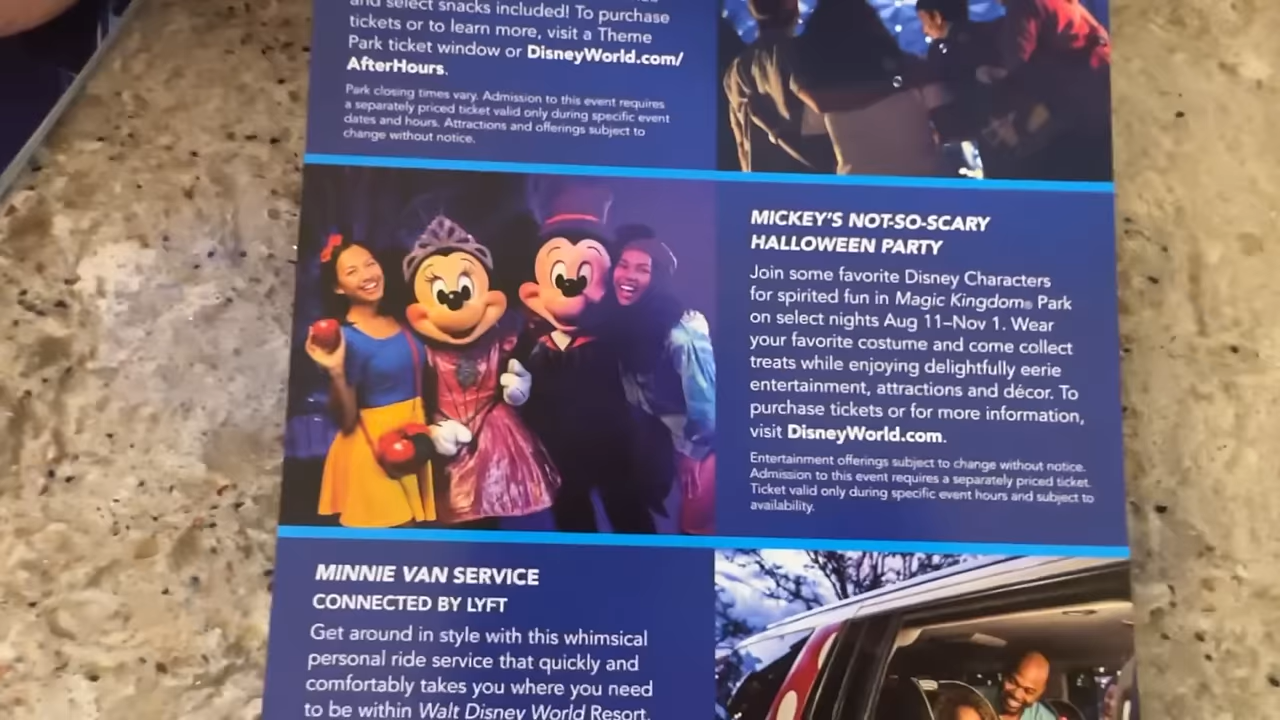 and select snacks included! To purchase
tickets or to learn more, visit a Theme
Park ticket window or DisneyWorld.com/
AfterHours.
Park closing times vary. Admission to this event requires
a separately priced ticket valid only during specific event
dates and hours. Attractions and offerings subject to
change without notice.
MICKEY'S NOT-SO-SCARY
HALLOWEEN PARTY
Join some favorite Disney Characters
for spirited fun in Magic Kingdom® Park
on select nights Aug 11–Nov 1. Wear
your favorite costume and come collect
treats while enjoying delightfully eerie
entertainment, attractions and décor. To
purchase tickets or for more information,
visit DisneyWorld.com.
Entertainment offerings subject to change without notice.
Admission to this event requires a separately priced ticket.
Ticket valid only during specific event hours and subject to
availability.
MINNIE VAN SERVICE
CONNECTED BY LYFT
Get around in style with this whimsical
personal ride service that quickly and
comfortably takes you where you need
to be within Walt Disney World Resort.